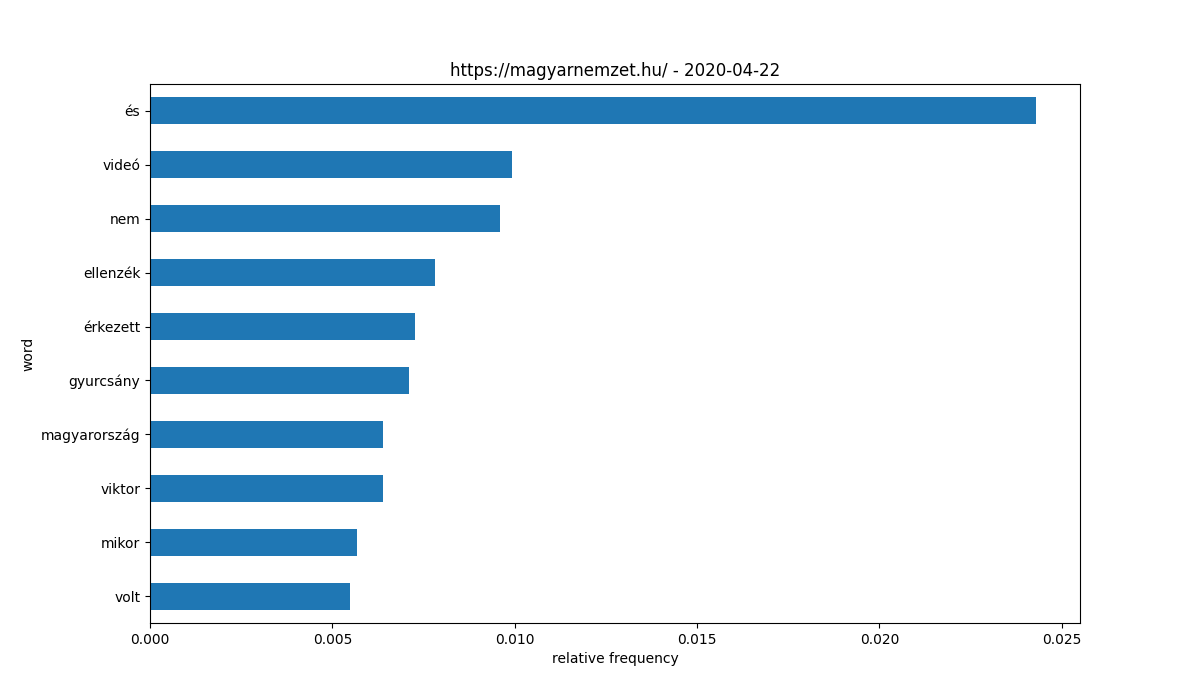 https://magyarnemzet.hu/ - 2020-04-22
és
videó
nem
ellenzék
érkezett
gyurcsány
magyarország
viktor
mikor
volt
word
0.000 0.005 0.010 0.015 0.020 0.025
relative frequency